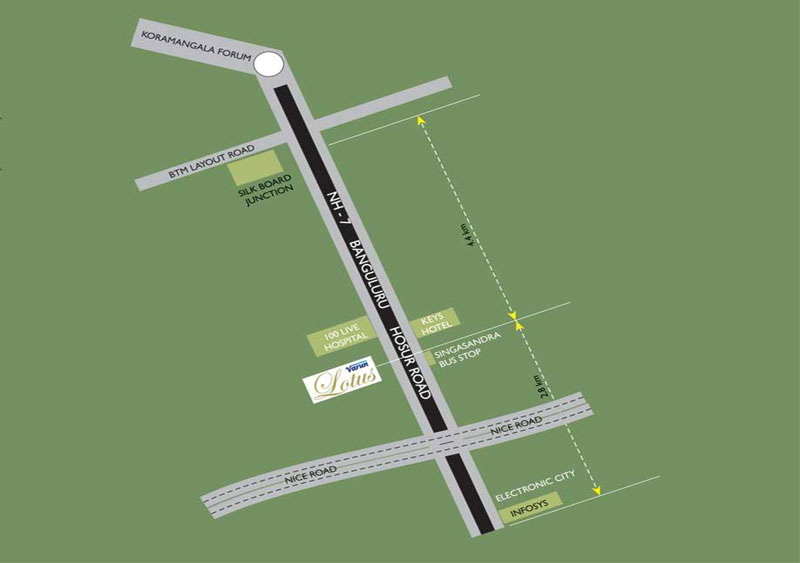 KORAMANGALA FORUM
BTM LAYOUT ROAD
SILK BOARD
JUNCTION
NH - 7 BANGULURU HOSUR ROAD
4.4 km
100 LIVE
HOSPITAL
KEYS
HOTEL
SINGASANDRA
BUS STOP
Varun
Lotus
2.8 km
NICE ROAD
NICE ROAD
ELECTRONIC CITY
INFOSYS